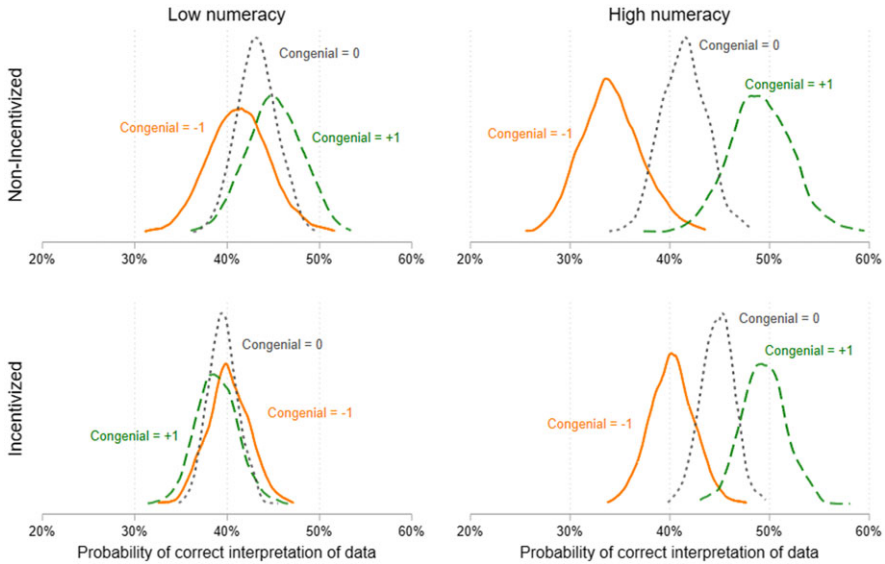 Low numeracy
High numeracy
Non-Incentivized
Congenial = 0
Congenial = -1
Congenial = +1
20%
30%
40%
50%
60%
Congenial = 0
Congenial = +1
Congenial = -1
20%
30%
40%
50%
60%
Incentivized
Congenial = 0
Congenial = +1
Congenial = -1
20%
30%
40%
50%
60%
Probability of correct interpretation of data
Congenial = 0
Congenial = +1
Congenial = -1
20%
30%
40%
50%
60%
Probability of correct interpretation of data